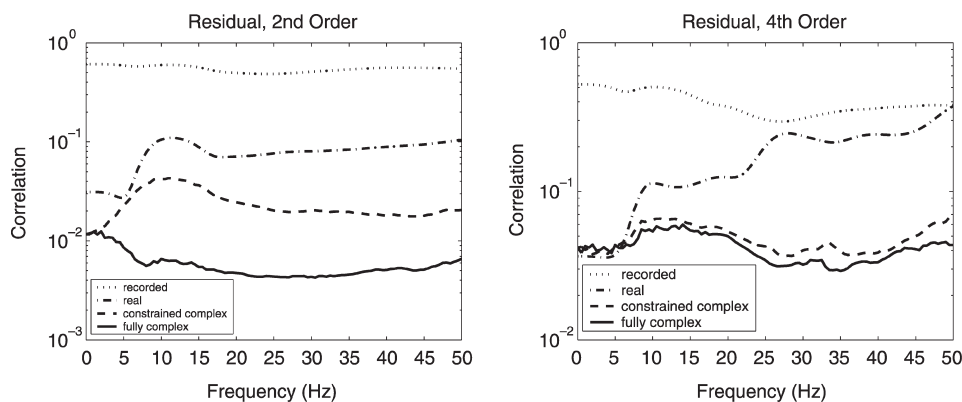 Residual, 2nd Order
10^0
10^-1
10^-2
10^-3
Correlation
recorded
real
constrained complex
fully complex
0 5 10 15 20 25 30 35 40 45 50
Frequency (Hz)
Residual, 4th Order
10^0
10^-1
10^-2
Correlation
recorded
real
constrained complex
fully complex
0 5 10 15 20 25 30 35 40 45 50
Frequency (Hz)